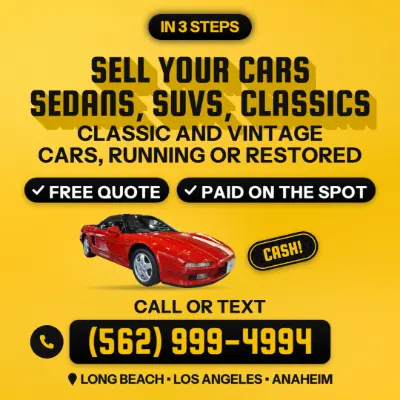 IN 3 STEPS
SELL YOUR CARS
SEDANS, SUVS, CLASSICS
CLASSIC AND VINTAGE
CARS, RUNNING OR RESTORED
FREE QUOTE
PAID ON THE SPOT
CASH!
CALL OR TEXT
(562) 999-4994
LONG BEACH • LOS ANGELES • ANAHEIM